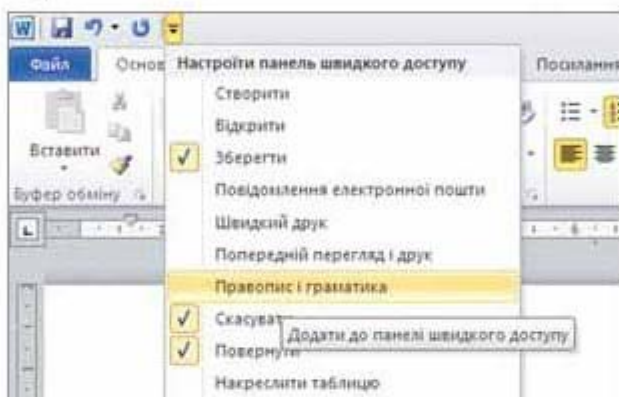 Файл Основ Посилання
Вставити
Буфер обміну
Настроїти панель швидкого доступу
Створити
Відкрити
Зберегти
Повідомлення електронної пошти
Швидкий друк
Попередній перегляд і друк
Правопис і граматика
Скасувати
Додати до панелі швидкого доступу
Повернути
Накреслити таблицю